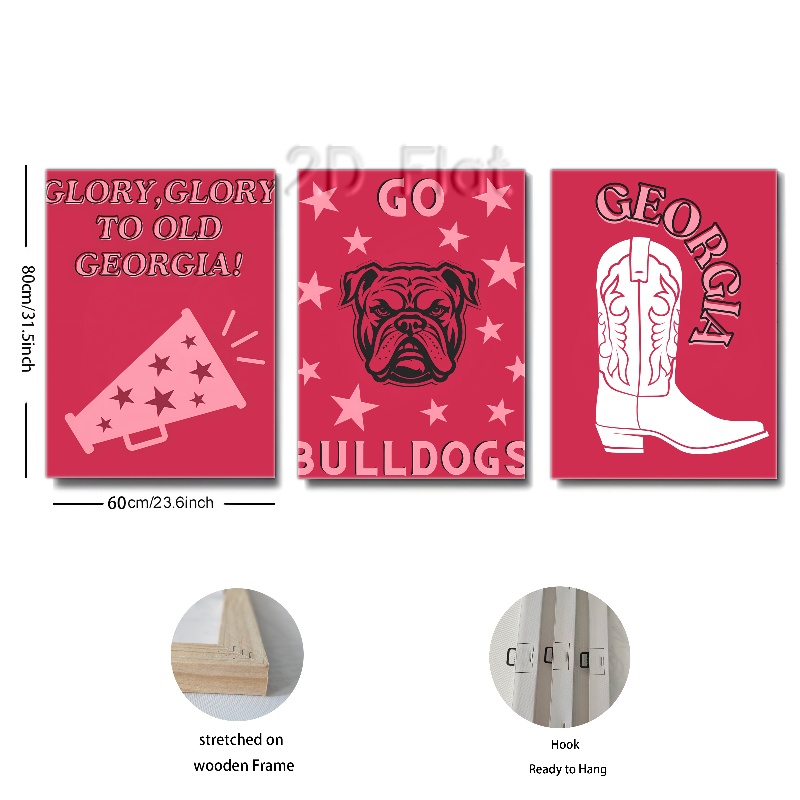 2D Flat
GLORY, GLORY
TO OLD
GEORGIA!
GO
BULLDOGS
GEORGIA
80cm/31.5inch
60cm/23.6inch
stretched on
wooden Frame
Hook
Ready to Hang